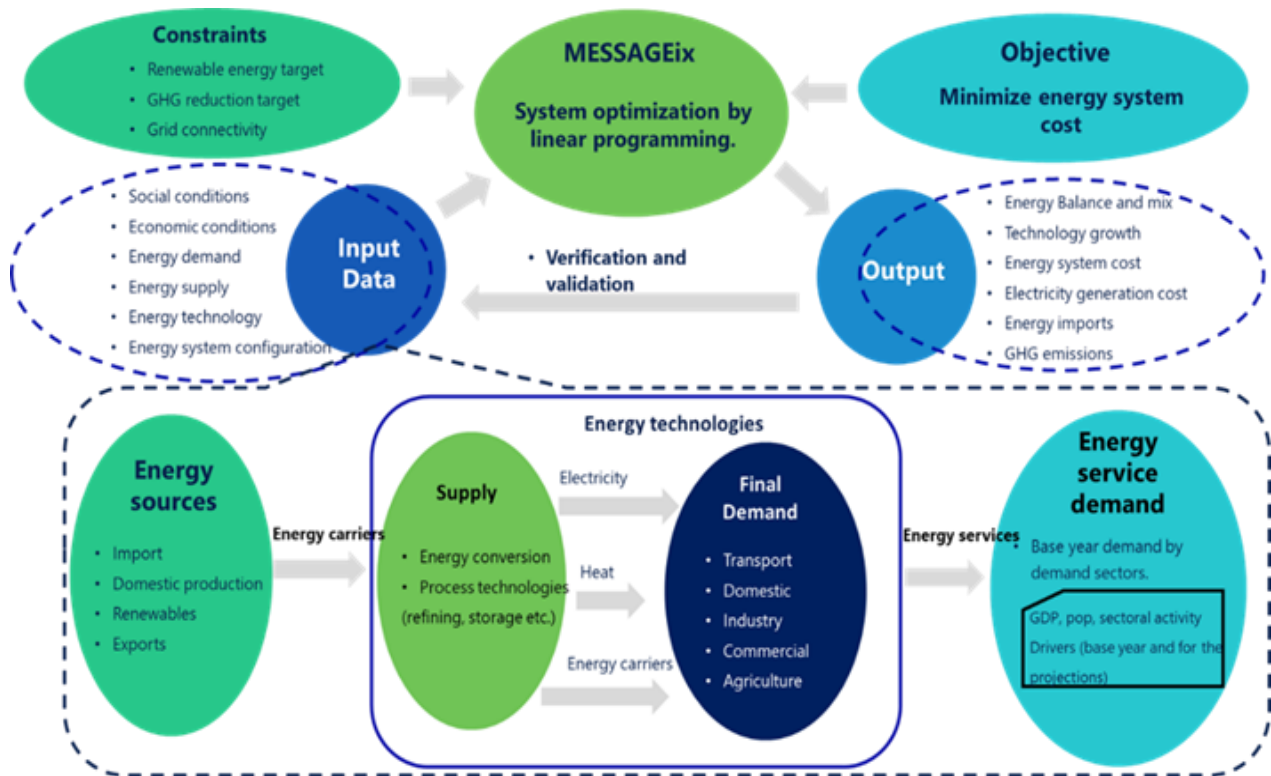 Constraints
• Renewable energy target
• GHG reduction target
• Grid connectivity
MESSAGEix
System optimization by
linear programming.
Objective
Minimize energy system
cost
• Social conditions
• Economic conditions
• Energy demand
• Energy supply
• Energy technology
• Energy system configuration
Input
Data
• Verification and
validation
Output
• Energy Balance and mix
• Technology growth
• Energy system cost
• Electricity generation cost
• Energy imports
• GHG emissions
Energy
sources
• Import
• Domestic production
• Renewables
• Exports
Energy carriers
Energy technologies
Supply
• Energy conversion
• Process technologies
(refining, storage etc.)
Electricity
Heat
Energy carriers
Final
Demand
• Transport
• Domestic
• Industry
• Commercial
• Agriculture
Energy services
Energy
service
demand
• Base year demand by
demand sectors.
GDP, pop, sectoral activity
Drivers (base year and for the
projections)